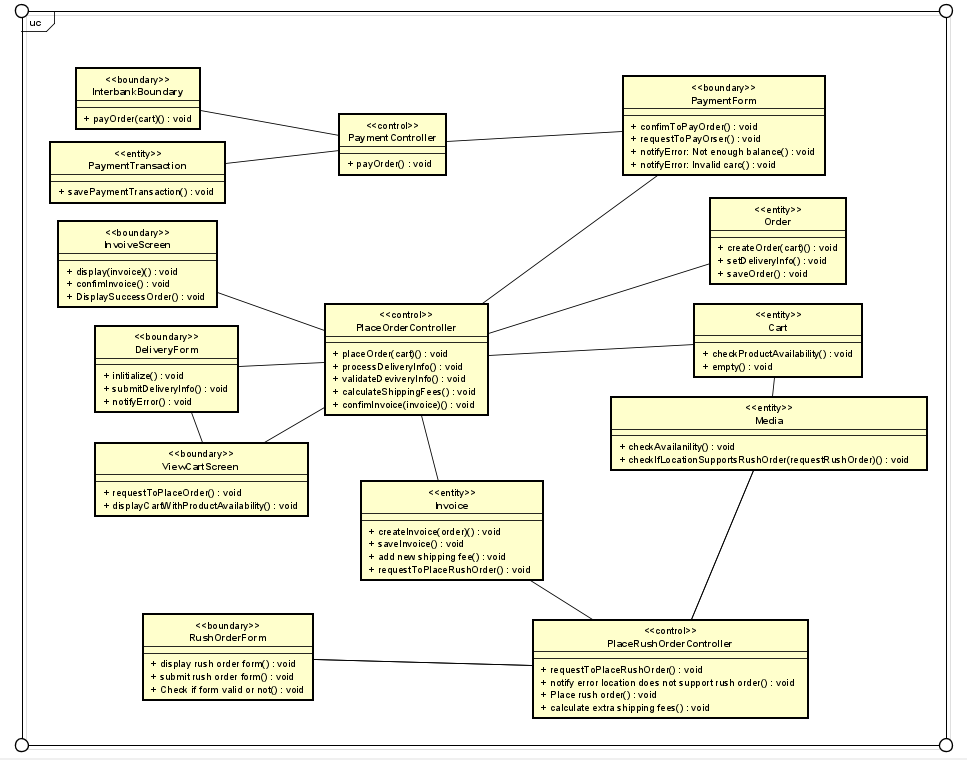 uc
<<boundary>>
InterbankBoundary
+ payOrder(cart)() : void
<<control>>
PaymentController
+ payOrder() : void
<<boundary>>
PaymentForm
+ confimToPayOrder() : void
+ requestToPayOrser() : void
+ notifyError: Not enough balance() : void
+ notifyError: Invalid carc() : void
<<entity>>
PaymentTransaction
+ savePaymentTransaction() : void
<<entity>>
Order
+ createOrder(cart)() : void
+ setDeliveryInfo() : void
+ saveOrder() : void
<<boundary>>
InvoiveScreen
+ display(invoice)() : void
+ confimInvoice() : void
+ DisplaySuccessOrder() : void
<<control>>
PlaceOrderController
+ placeOrder(cart)() : void
+ processDeliveryInfo() : void
+ validateDeviveryInfo() : void
+ calculateShippingFees() : void
+ confimInvoice(invoice)() : void
<<entity>>
Cart
+ checkProductAvailability() : void
+ empty() : void
<<boundary>>
DeliveryForm
+ inlitialize() : void
+ submitDeliveryInfo() : void
+ notifyError() : void
<<entity>>
Media
+ checkAvailanility() : void
+ checkIfLocationSupportsRushOrder(requestRushOrder)() : void
<<boundary>>
ViewCartScreen
+ requestToPlaceOrder() : void
+ displayCartWithProductAvailability() : void
<<entity>>
Invoice
+ createInvoice(order)() : void
+ saveInvoice() : void
+ add new shipping fee() : void
+ requestToPlaceRushOrder() : void
<<boundary>>
RushOrderForm
+ display rush order form() : void
+ submit rush order form() : void
+ Check if form valid or not() : void
<<control>>
PlaceRushOrderController
+ requestToPlaceRushOrder() : void
+ notify error location does not support rush order() : void
+ Place rush order() : void
+ calculate extra shipping fees() : void